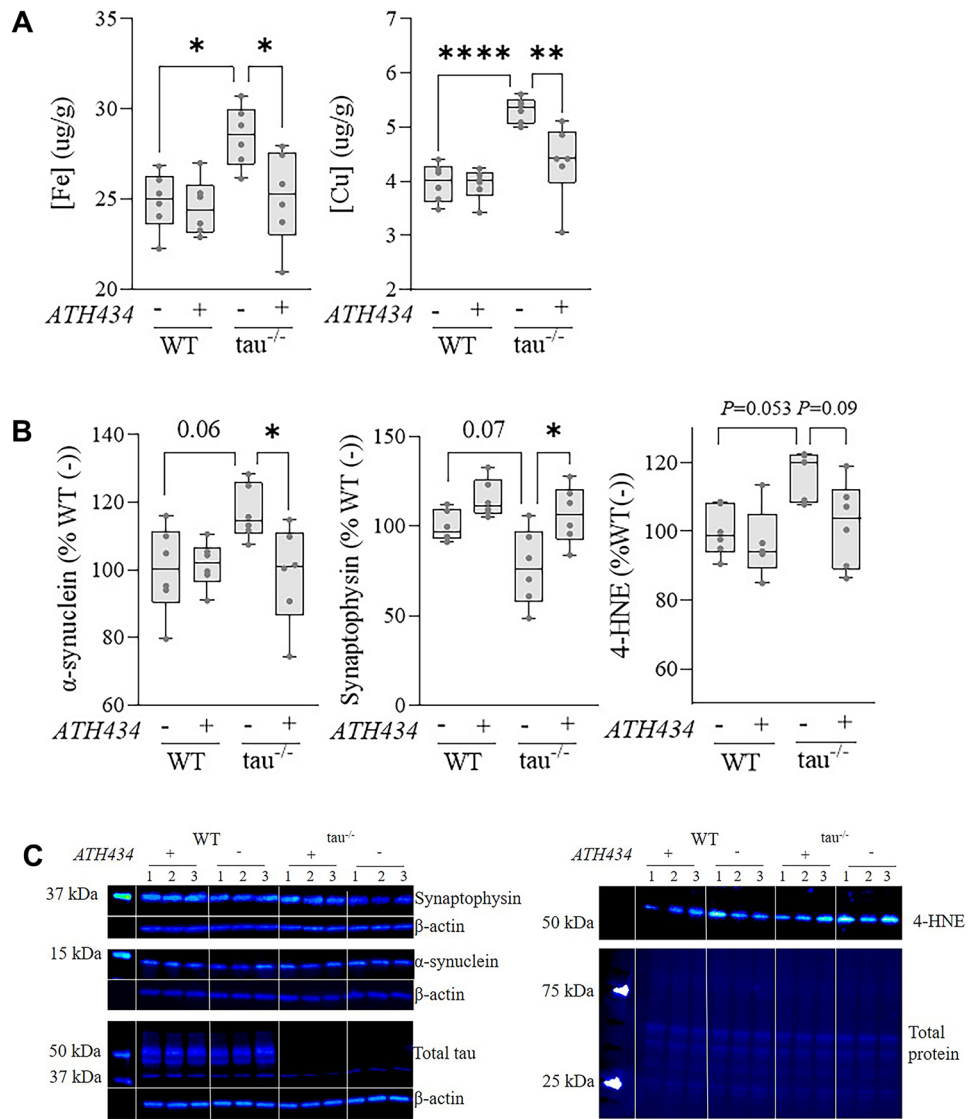 A
[Fe] (ug/g)
35
30
25
20
* *
ATH434 - + - +
WT tau-/-
[Cu] (ug/g)
7
6
5
4
3
2
**** **
ATH434 - + - +
WT tau-/-
B
α-synuclein (% WT (-))
140
120
100
80
60
0.06 *
ATH434 - + - +
WT tau-/-
Synaptophysin (% WT (-))
150
100
50
0
0.07 *
ATH434 - + - +
WT tau-/-
4-HNE (%WT(-))
120
100
80
60
P=0.053 P=0.09
ATH434 - + - +
WT tau-/-
C
WT tau-/-
ATH434 + - + -
1 2 3 1 2 3 1 2 3 1 2 3
37 kDa Synaptophysin
β-actin
15 kDa α-synuclein
β-actin
50 kDa Total tau
37 kDa
β-actin
WT tau-/-
ATH434 + - + -
1 2 3 1 2 3 1 2 3 1 2 3
50 kDa 4-HNE
75 kDa
Total
protein
25 kDa